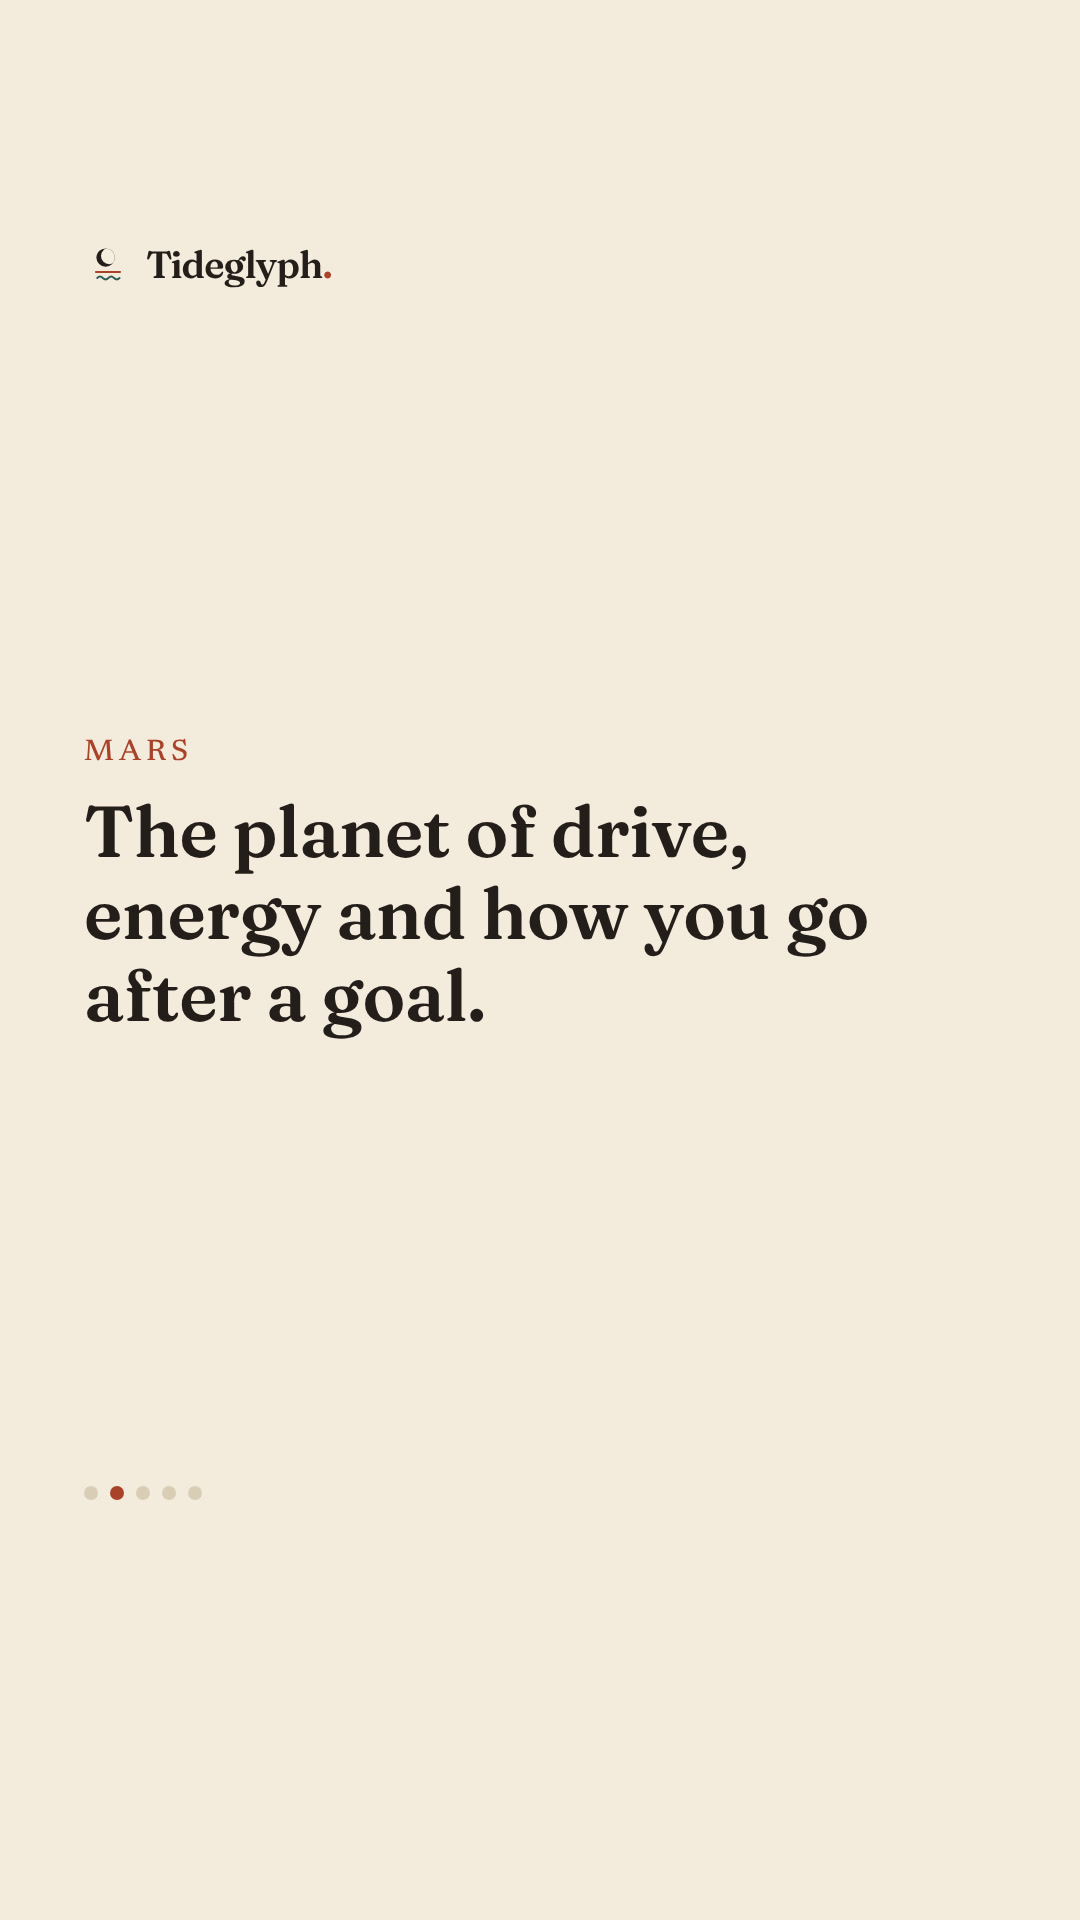 Tideglyph.
MARS
The planet of drive,
energy and how you go
after a goal.